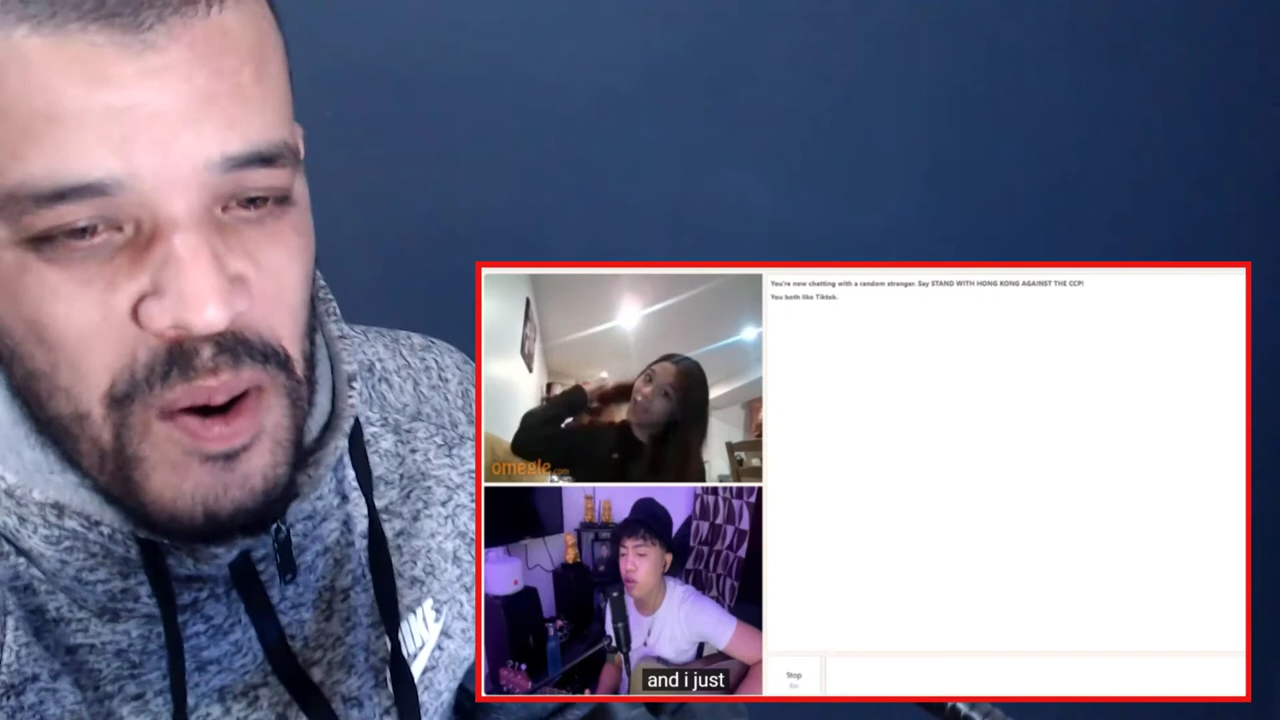 You're now chatting with a random stranger. Say STAND WITH HONG KONG AGAINST THE CCP!
You both like Tiktok.
omegle.com
NIKE
and i just
Stop